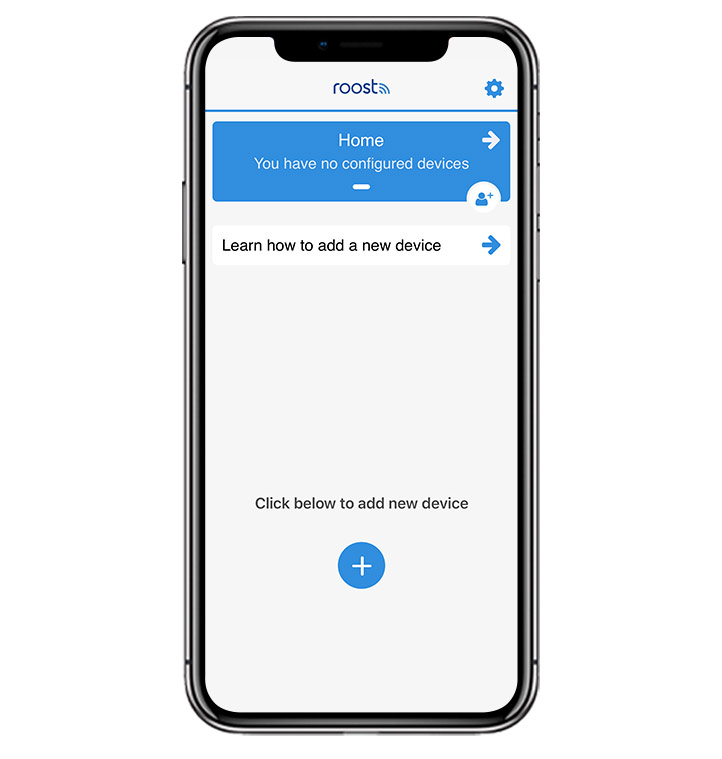 roost
Home
You have no configured devices
Learn how to add a new device
Click below to add new device